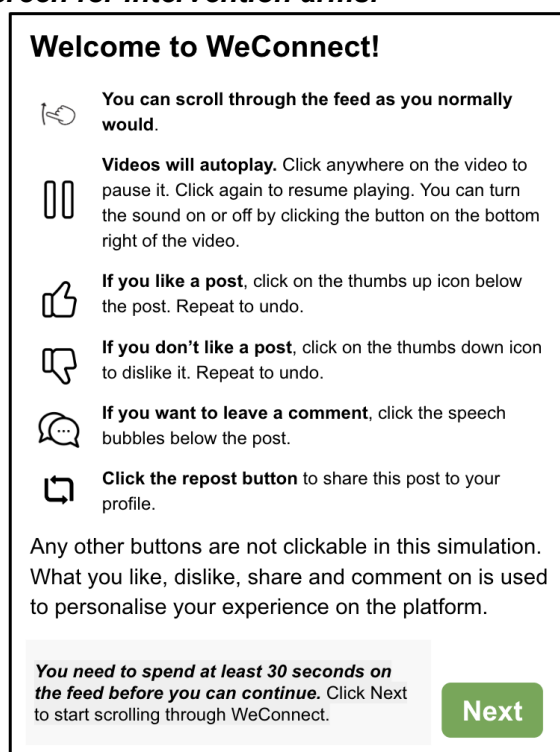 Screen for intervention arms:
Welcome to WeConnect!
You can scroll through the feed as you normally
would.
Videos will autoplay. Click anywhere on the video to
pause it. Click again to resume playing. You can turn
the sound on or off by clicking the button on the bottom
right of the video.
If you like a post, click on the thumbs up icon below
the post. Repeat to undo.
If you don’t like a post, click on the thumbs down icon
to dislike it. Repeat to undo.
If you want to leave a comment, click the speech
bubbles below the post.
Click the repost button to share this post to your
profile.
Any other buttons are not clickable in this simulation.
What you like, dislike, share and comment on is used
to personalise your experience on the platform.
You need to spend at least 30 seconds on
the feed before you can continue. Click Next
to start scrolling through WeConnect.
Next